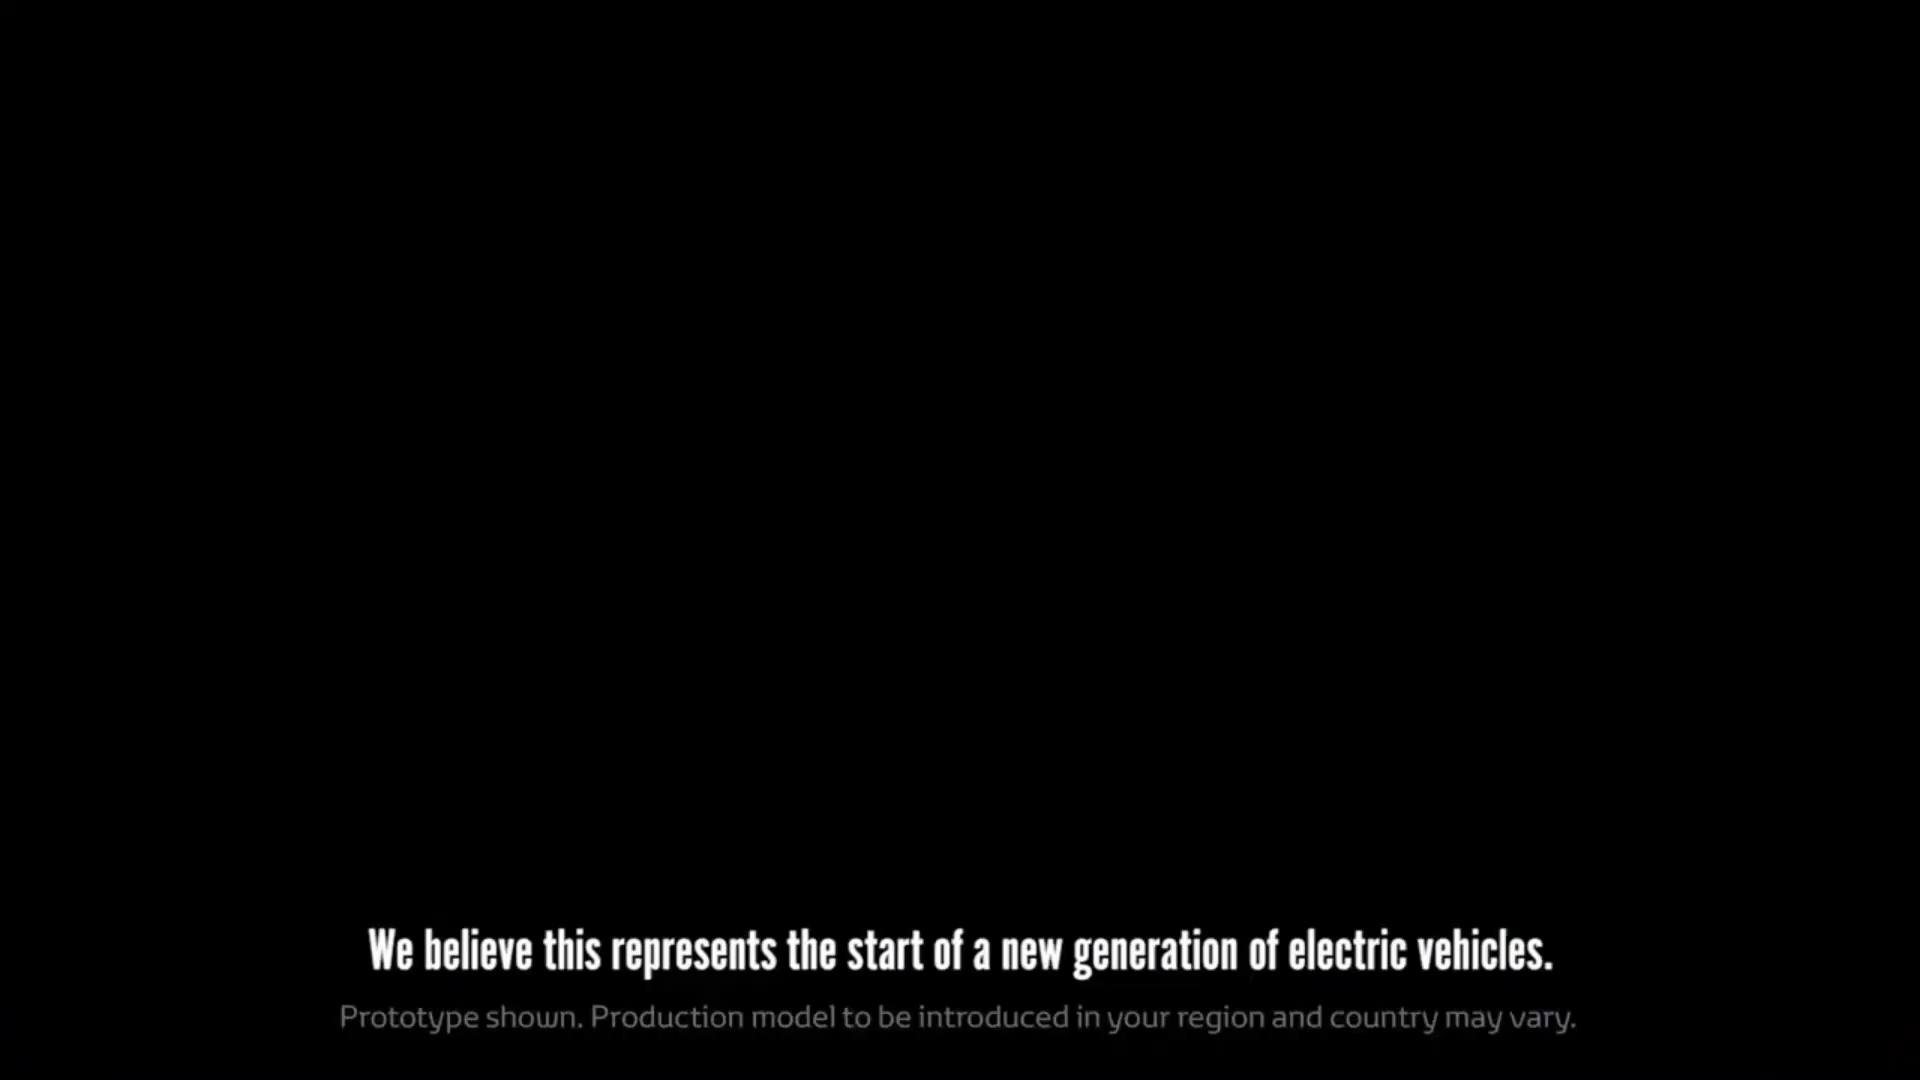 We believe this represents the start of a new generation of electric vehicles.
Prototype shown. Production model to be introduced in your region and country may vary.